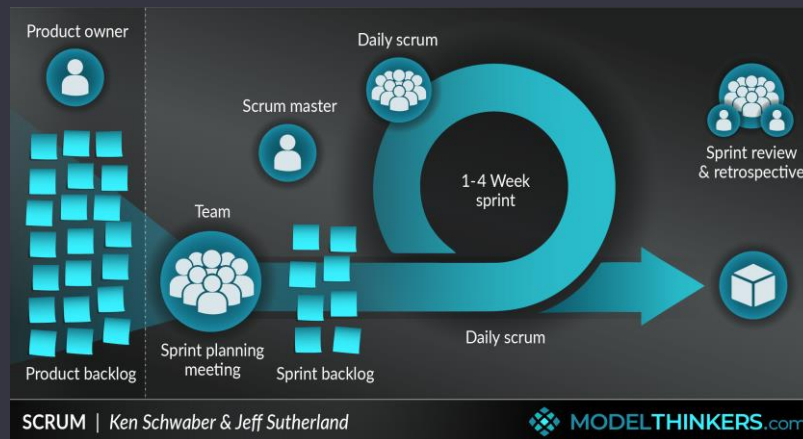 Product owner
Daily scrum
Scrum master
Sprint review
& retrospective
1-4 Week
sprint
Team
Daily scrum
Product backlog
Sprint planning
meeting
Sprint backlog
SCRUM | Ken Schwaber & Jeff Sutherland
MODELTHINKERS.com